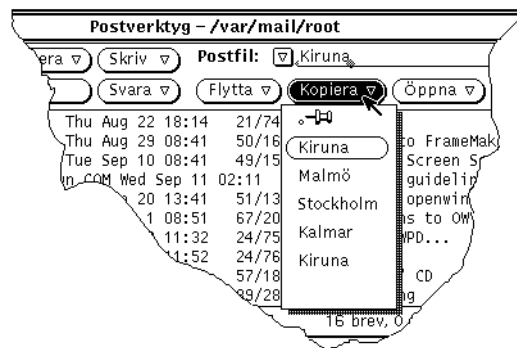 Postverktyg – /var/mail/root
era Skriv Postfil: Kiruna
Svara Flytta Kopiera Öppna
Thu Aug 22 18:14 21/74
Thu Aug 29 08:41 50/16 to FrameMak
Tue Sep 10 08:41 49/15 Screen S
COM Wed Sep 11 02:11 guidelin
20 13:41 51/13 openwin
1 08:51 67/20 s to OW
11:32 24/75 WPD...
11:52 24/76
57/18 CD
39/28 g
Kiruna
Malmö
Stockholm
Kalmar
Kiruna
16 brev, 0